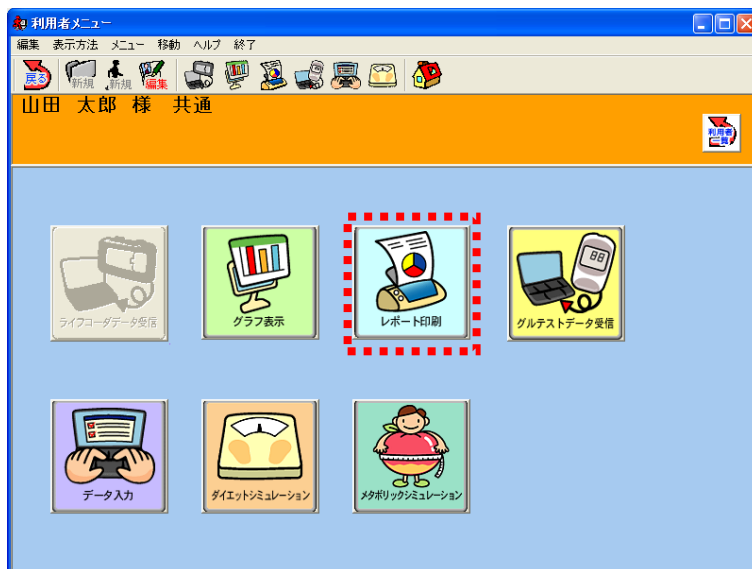 利用者メニュー
編集 表示方法 メニュー 移動 ヘルプ 終了
戻る 新規 新規 編集
山田 太郎 様 共通
利用者一覧
88
ライフコーダデータ受信 グラフ表示 レポート印刷 グルテストデータ受信
データ入力 ダイエットシミュレーション メタボリックシミュレーション